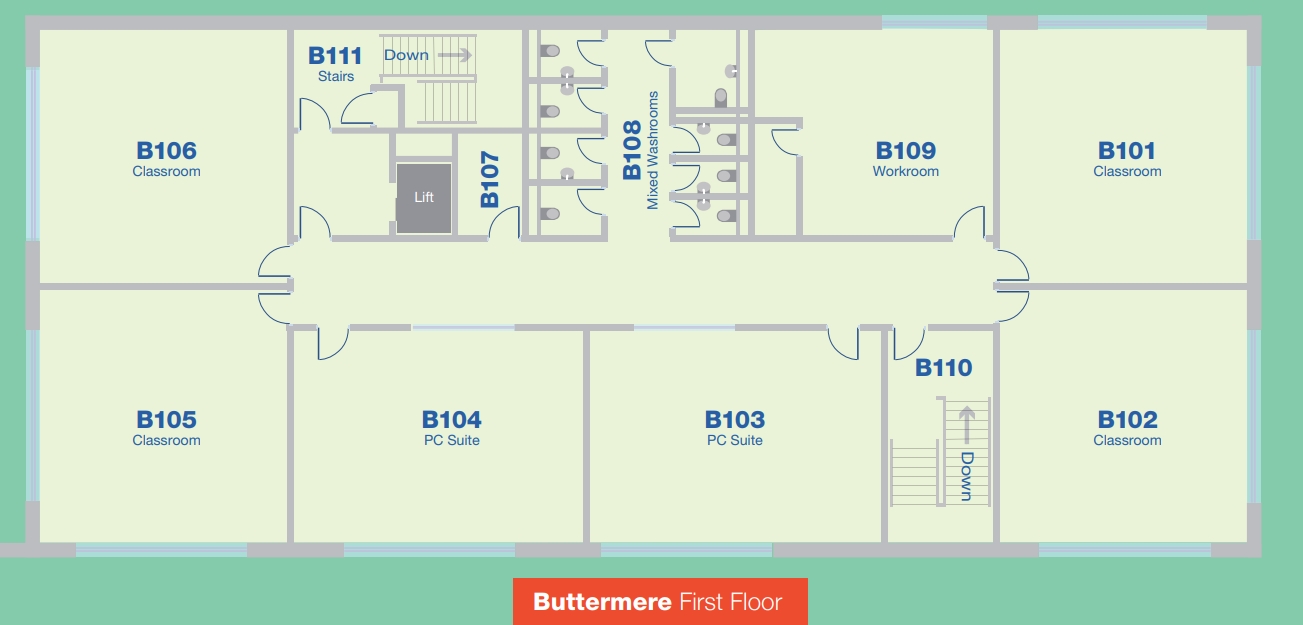 B111
Stairs
Down
B106
Classroom
B107
Lift
B108
Mixed Washrooms
B109
Workroom
B101
Classroom
B105
Classroom
B104
PC Suite
B103
PC Suite
B110
Down
B102
Classroom
Buttermere First Floor